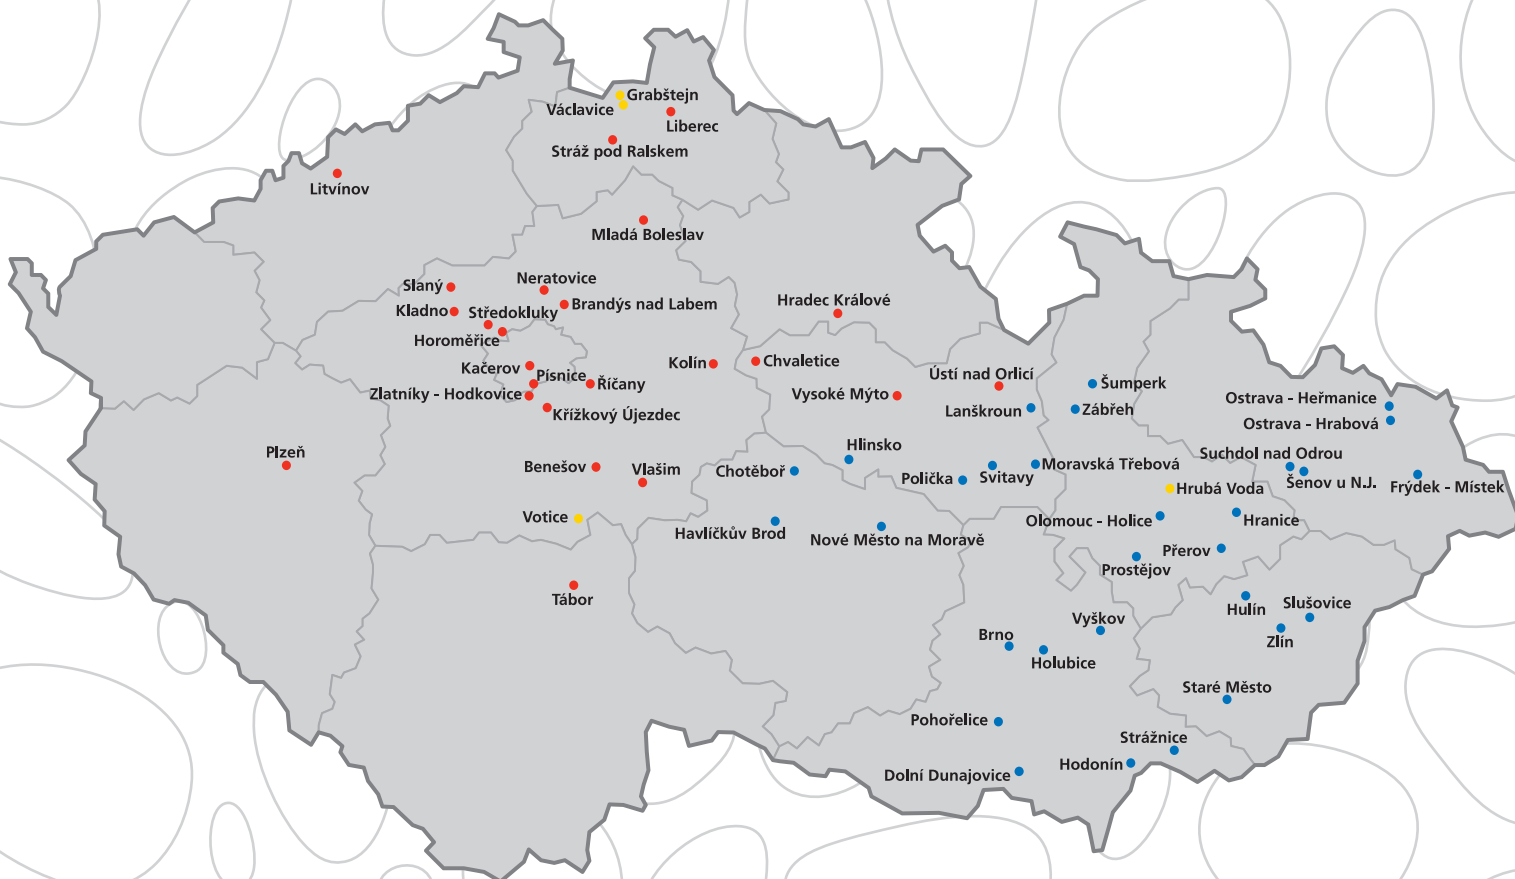 Grabštejn
Václavice
Liberec
Stráž pod Ralskem
Litvínov
Mladá Boleslav
Neratovice
Slaný
Brandýs nad Labem
Hradec Králové
Kladno
Středokluky
Horoměřice
Kačerov
Kolín
Chvaletice
Písnice
Říčany
Ústí nad Orlicí
Šumperk
Zlatníky - Hodkovice
Vysoké Mýto
Ostrava - Heřmanice
Křížkový Újezdec
Lanškroun
Zábřeh
Ostrava - Hrabová
Plzeň
Hlinsko
Suchdol nad Odrou
Benešov
Vlašim
Chotěboř
Moravská Třebová
Polička
Svitavy
Šenov u N.J.
Frýdek - Místek
Hrubá Voda
Votice
Olomouc - Holice
Hranice
Havlíčkův Brod
Nové Město na Moravě
Přerov
Prostějov
Tábor
Hulín
Slušovice
Vyškov
Brno
Zlín
Holubice
Staré Město
Pohořelice
Strážnice
Hodonín
Dolní Dunajovice